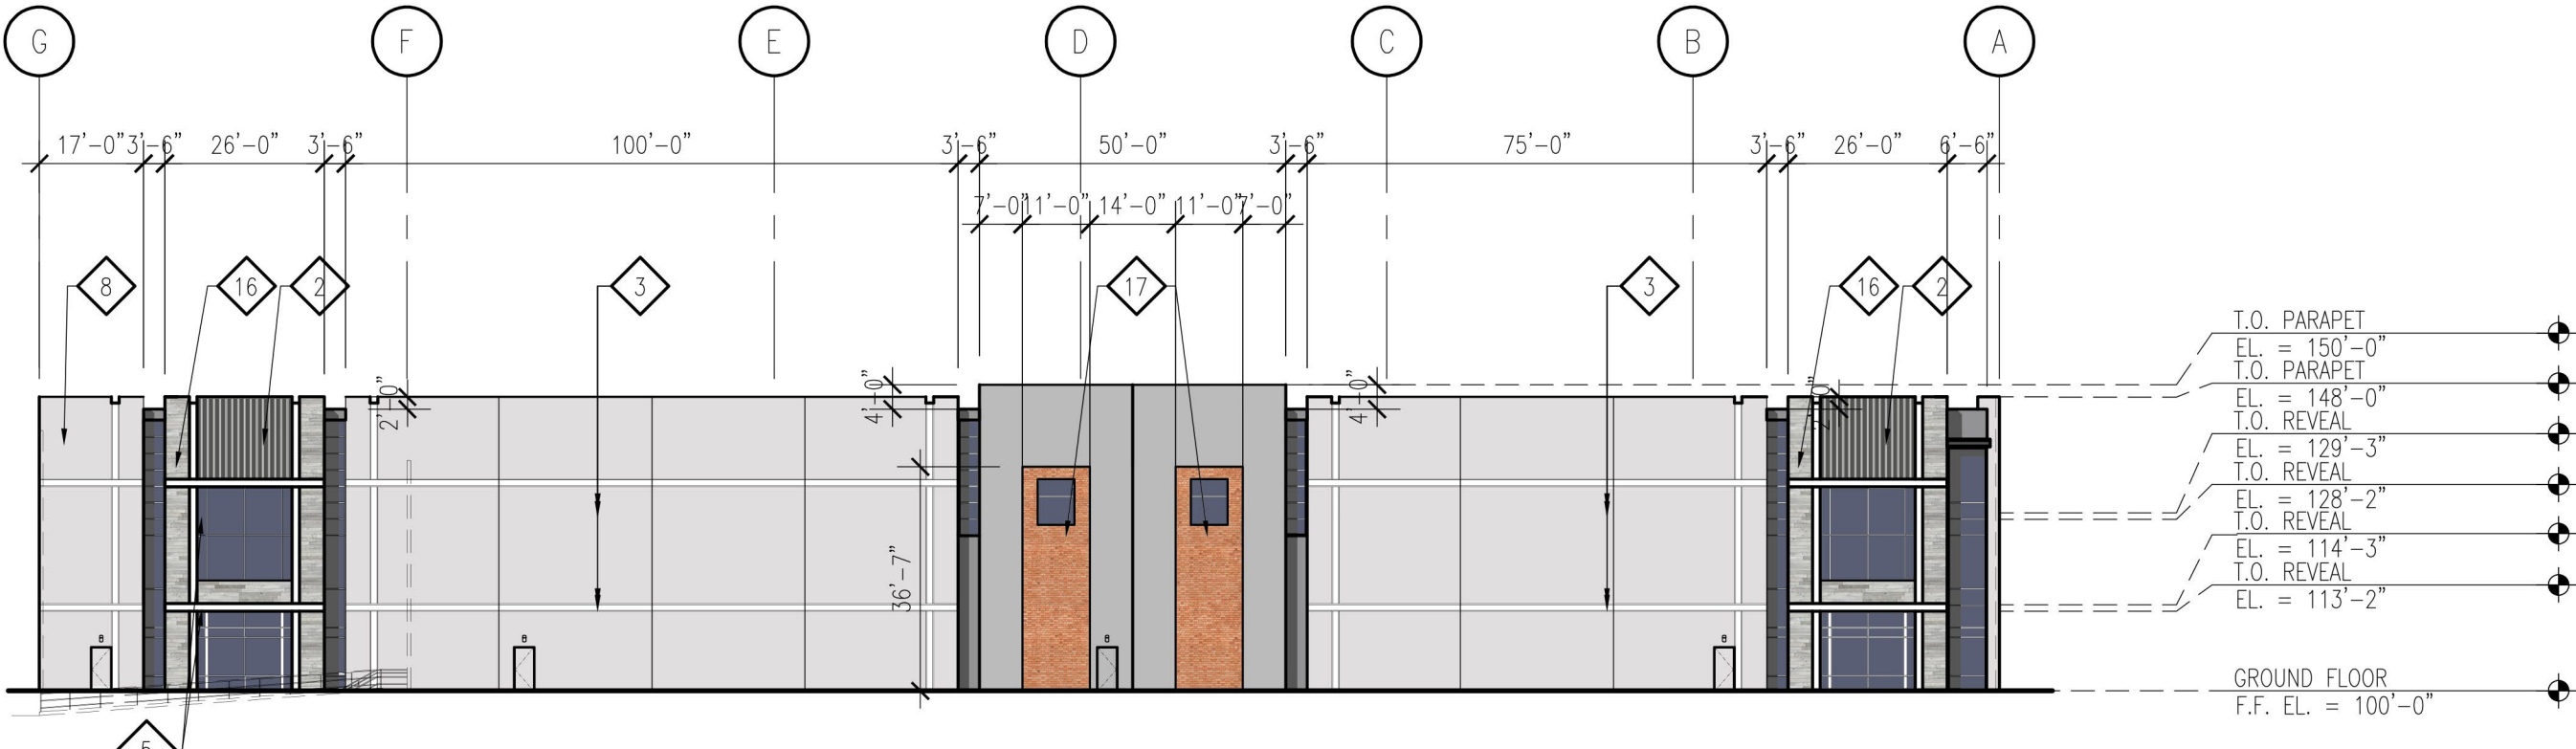 G F E D C B A
17'-0" 3'-6" 26'-0" 3'-6" 100'-0" 3'-6" 50'-0" 3'-6" 75'-0" 3'-6" 26'-0" 6'-6"
7'-0" 11'-0" 14'-0" 11'-0" 7'-0"
8 16 2 3 17 3 16 2
T.O. PARAPET
EL. = 150'-0"
T.O. PARAPET
EL. = 148'-0"
T.O. REVEAL
EL. = 129'-3"
T.O. REVEAL
EL. = 128'-2"
T.O. REVEAL
EL. = 114'-3"
T.O. REVEAL
EL. = 113'-2"
2'-0" 4'-0" 4'-0" 2'-0"
36'-7"
GROUND FLOOR
F.F. EL. = 100'-0"
5